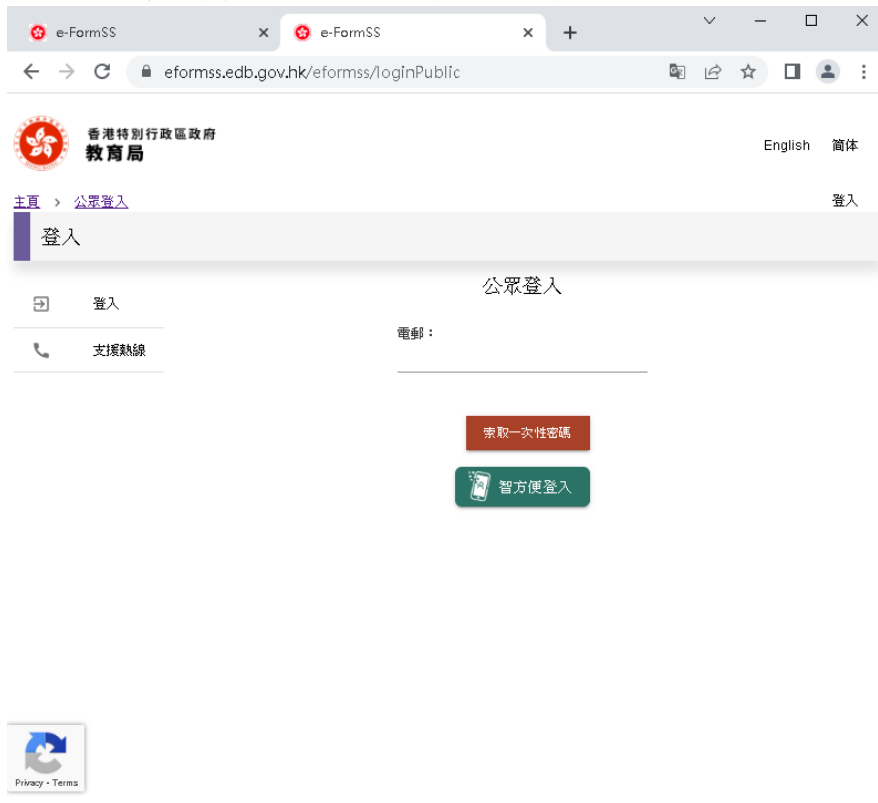 e-FormSS
e-FormSS
eformss.edb.gov.hk/eformss/loginPublic
香港特別行政區政府
教育局
English 简体
主頁 > 公眾登入
登入
登入
公眾登入
登入
電郵：
支援熱線
索取一次性密碼
智方便登入
Privacy - Terms